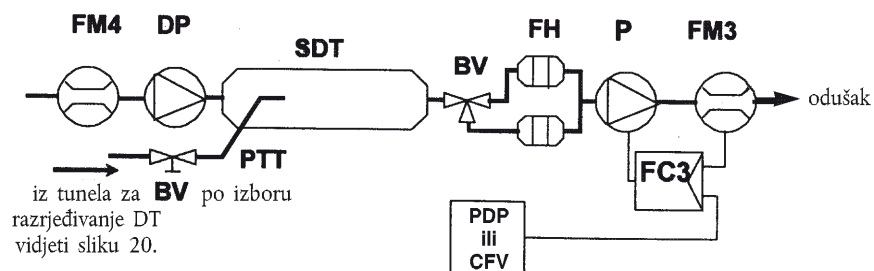 FM4 DP SDT BV FH P FM3
odušak
PTT
FC3
iz tunela za BV po izboru
razrjeđivanje DT
vidjeti sliku 20.
PDP
ili
CFV